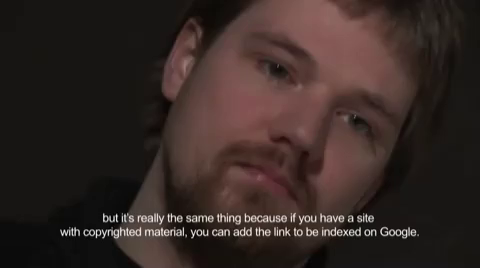 but it's really the same thing because if you have a site
with copyrighted material, you can add the link to be indexed on Google.